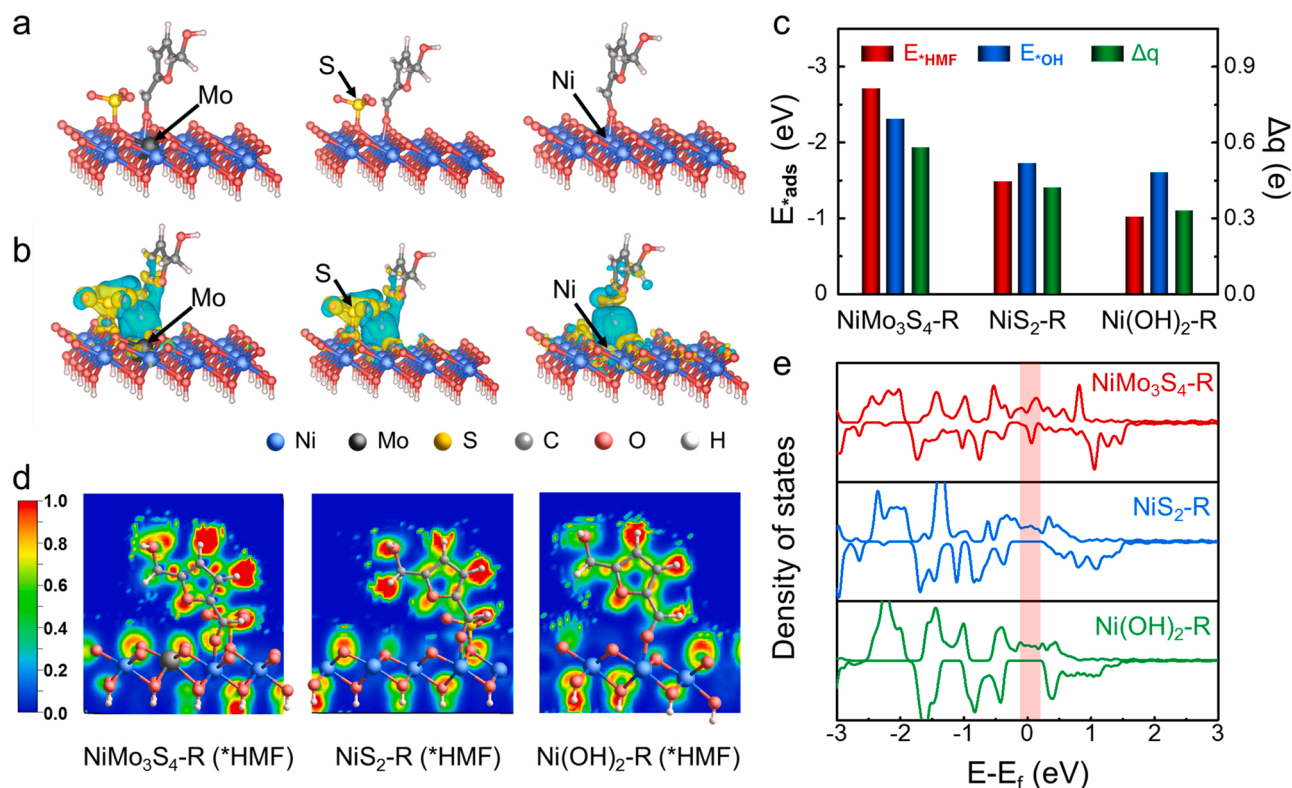 a
Mo
S
Ni
b
Mo
S
Ni
Ni Mo S C O H
c
E*HMF E*OH Δq
-3
-2
-1
0
E*ads (eV)
0.9
0.6
0.3
0.0
Δq (e)
NiMo₃S₄-R NiS₂-R Ni(OH)₂-R
d
1.0
0.8
0.6
0.4
0.2
0.0
NiMo₃S₄-R (*HMF) NiS₂-R (*HMF) Ni(OH)₂-R (*HMF)
e
NiMo₃S₄-R
NiS₂-R
Ni(OH)₂-R
Density of states
-3 -2 -1 0 1 2 3
E-Ef (eV)